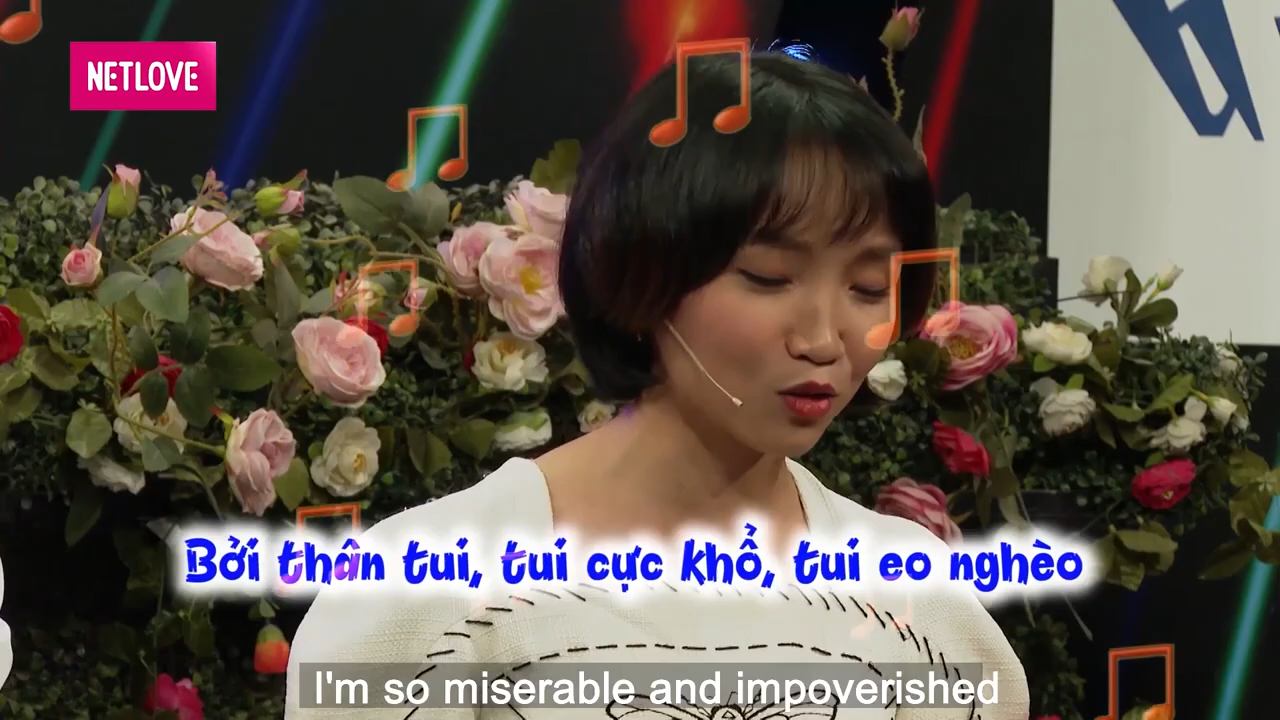 NETLOVE
Bởi thân tui, tui cực khổ, tui eo nghèo
I'm so miserable and impoverished